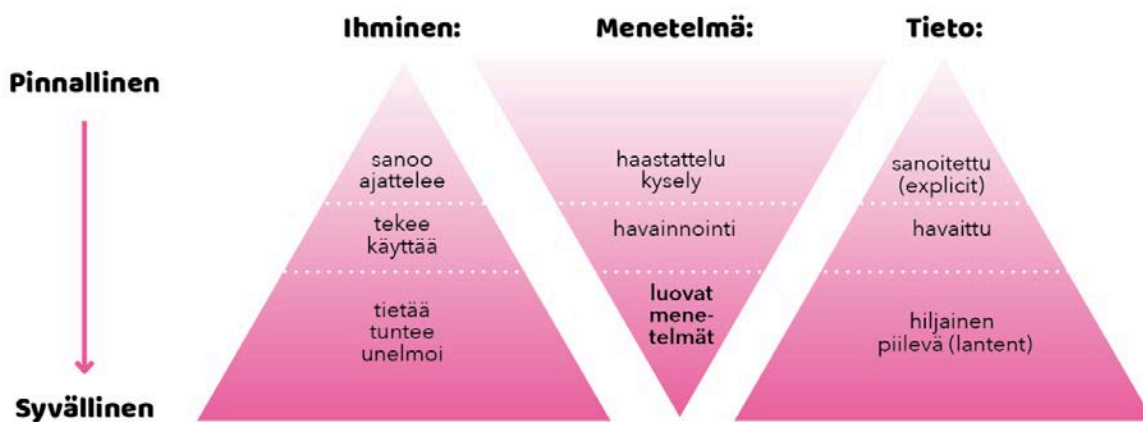 Ihminen:
Menetelmä:
Tieto:
Pinnallinen
sanoo
ajattelee
haastattelu
kysely
sanoitettu
(explicit)
tekee
käyttää
havainnointi
havaittu
tietää
tuntee
unelmoi
luovat
mene-
telmät
hiljainen
piilevä (lantent)
Syvällinen